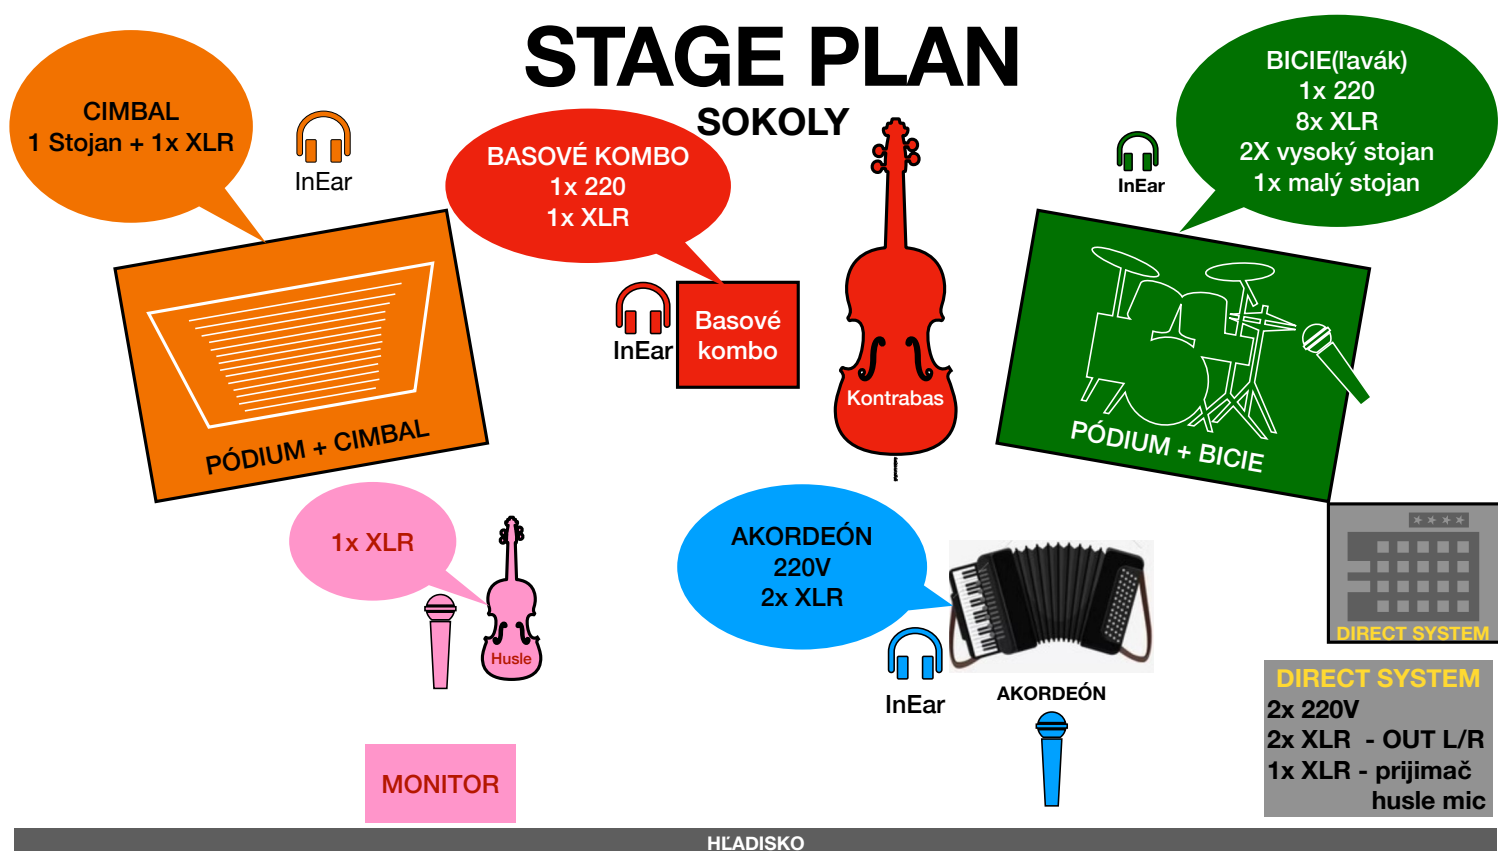 STAGE PLAN
SOKOLY
CIMBAL
1 Stojan + 1x XLR
InEar
BASOVÉ KOMBO
1x 220
1x XLR
BICIE(ľavák)
1x 220
8x XLR
2X vysoký stojan
1x malý stojan
InEar
InEar
Basové
kombo
Kontrabas
PÓDIUM + CIMBAL
PÓDIUM + BICIE
1x XLR
Husle
AKORDEÓN
220V
2x XLR
InEar
AKORDEÓN
DIRECT SYSTEM
DIRECT SYSTEM
2x 220V
2x XLR - OUT L/R
1x XLR - prijimač
husle mic
MONITOR
HĽADISKO